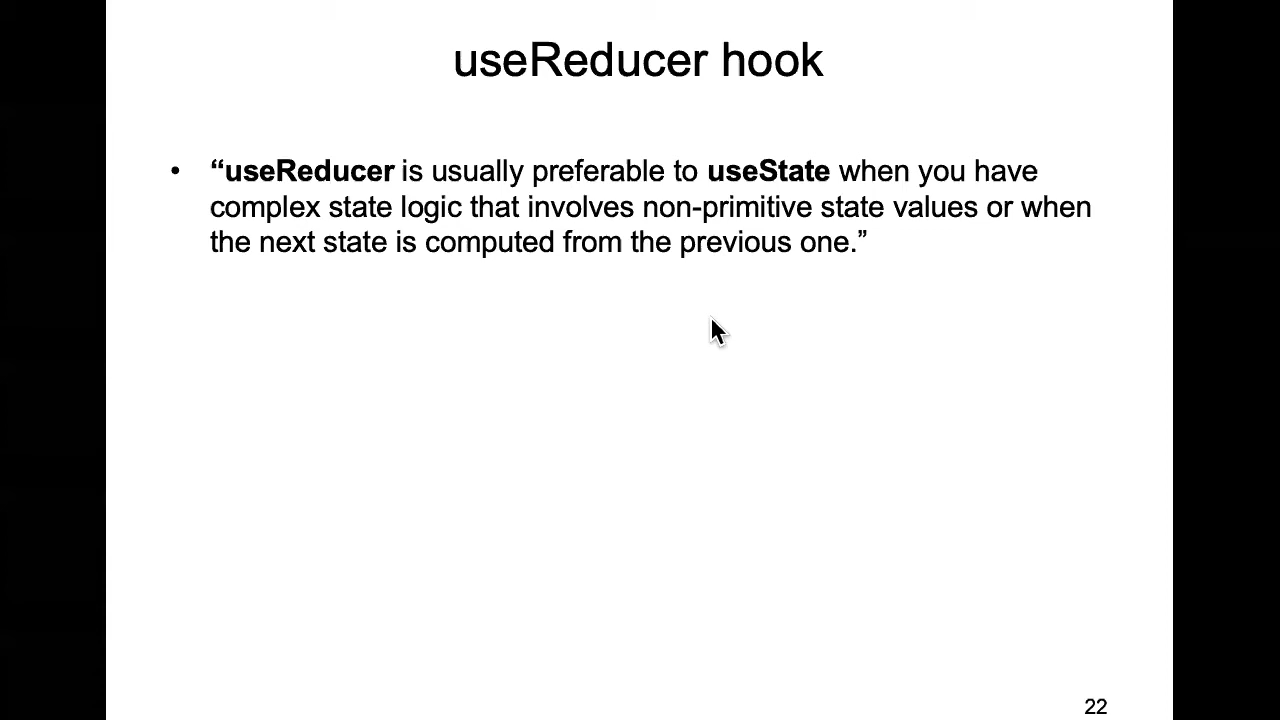 useReducer hook
• “useReducer is usually preferable to useState when you have
complex state logic that involves non-primitive state values or when
the next state is computed from the previous one.”
22